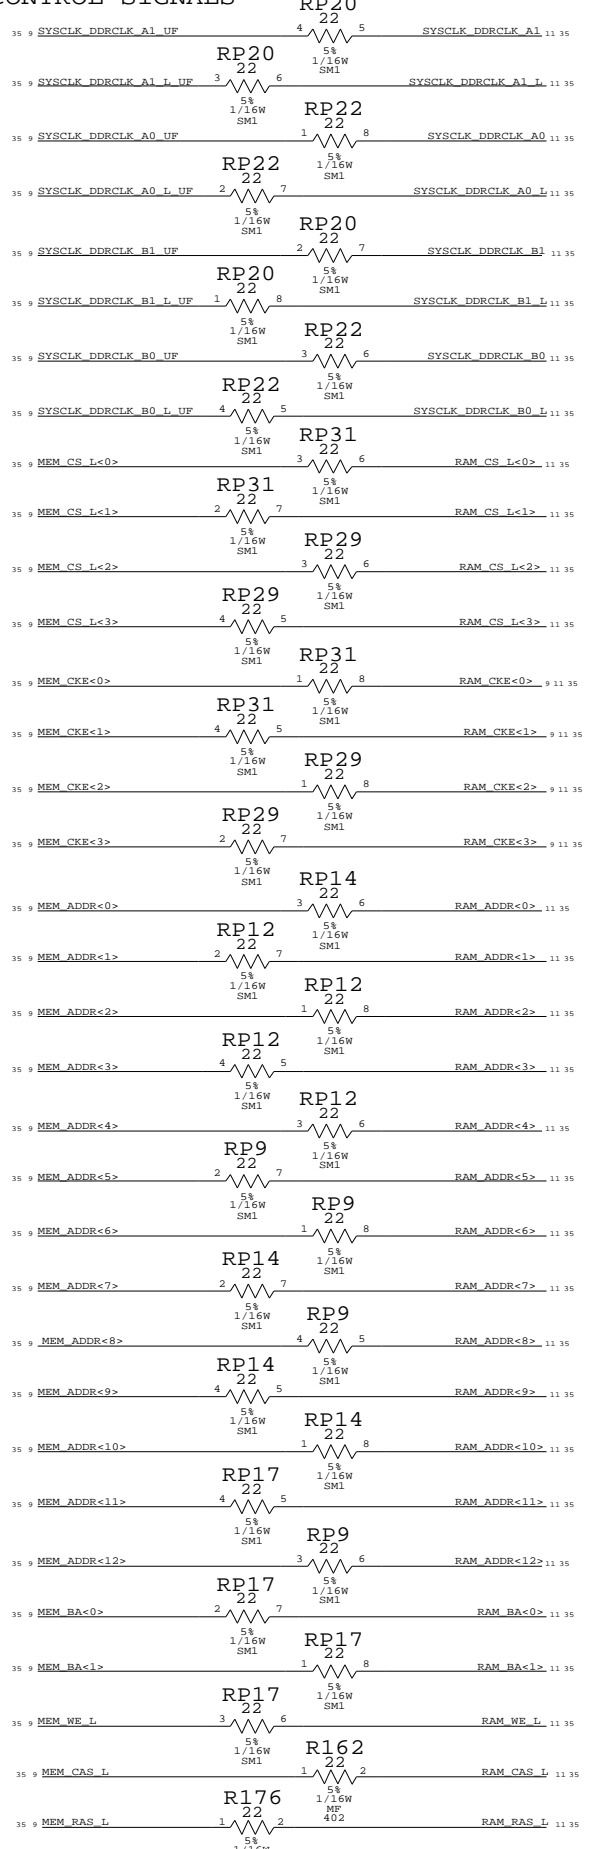 CONTROL SIGNALS
RP20
22
35 9 SYSCLK_DDRCLK_A1_UF 4 5 SYSCLK_DDRCLK_A1 11 35
5%
1/16W
SM1
RP20
22
35 9 SYSCLK_DDRCLK_A1_L_UF 3 6 SYSCLK_DDRCLK_A1_L 11 35
5%
1/16W
SM1
RP22
22
35 9 SYSCLK_DDRCLK_A0_UF 1 8 SYSCLK_DDRCLK_A0 11 35
5%
1/16W
SM1
RP22
22
35 9 SYSCLK_DDRCLK_A0_L_UF 2 7 SYSCLK_DDRCLK_A0_L 11 35
5%
1/16W
SM1
RP20
22
35 9 SYSCLK_DDRCLK_B1_UF 2 7 SYSCLK_DDRCLK_B1 11 35
5%
1/16W
SM1
RP20
22
35 9 SYSCLK_DDRCLK_B1_L_UF 1 8 SYSCLK_DDRCLK_B1_L 11 35
5%
1/16W
SM1
RP22
22
35 9 SYSCLK_DDRCLK_B0_UF 3 6 SYSCLK_DDRCLK_B0 11 35
5%
1/16W
SM1
RP22
22
35 9 SYSCLK_DDRCLK_B0_L_UF 4 5 SYSCLK_DDRCLK_B0_L 11 35
5%
1/16W
SM1
RP31
22
35 9 MEM_CS_L<0> 3 6 RAM_CS_L<0> 11 35
5%
1/16W
SM1
RP31
22
35 9 MEM_CS_L<1> 2 7 RAM_CS_L<1> 11 35
5%
1/16W
SM1
RP29
22
35 9 MEM_CS_L<2> 3 6 RAM_CS_L<2> 11 35
5%
1/16W
SM1
RP29
22
35 9 MEM_CS_L<3> 4 5 RAM_CS_L<3> 11 35
5%
1/16W
SM1
RP31
22
35 9 MEM_CKE<0> 1 8 RAM_CKE<0> 9 11 35
5%
1/16W
SM1
RP31
22
35 9 MEM_CKE<1> 4 5 RAM_CKE<1> 9 11 35
5%
1/16W
SM1
RP29
22
35 9 MEM_CKE<2> 1 8 RAM_CKE<2> 9 11 35
5%
1/16W
SM1
RP29
22
35 9 MEM_CKE<3> 2 7 RAM_CKE<3> 9 11 35
5%
1/16W
SM1
RP14
22
35 9 MEM_ADDR<0> 3 6 RAM_ADDR<0> 11 35
5%
1/16W
SM1
RP12
22
35 9 MEM_ADDR<1> 2 7 RAM_ADDR<1> 11 35
5%
1/16W
SM1
RP12
22
35 9 MEM_ADDR<2> 1 8 RAM_ADDR<2> 11 35
5%
1/16W
SM1
RP12
22
35 9 MEM_ADDR<3> 4 5 RAM_ADDR<3> 11 35
5%
1/16W
SM1
RP12
22
35 9 MEM_ADDR<4> 3 6 RAM_ADDR<4> 11 35
5%
1/16W
SM1
RP9
22
35 9 MEM_ADDR<5> 2 7 RAM_ADDR<5> 11 35
5%
1/16W
SM1
RP9
22
35 9 MEM_ADDR<6> 1 8 RAM_ADDR<6> 11 35
5%
1/16W
SM1
RP14
22
35 9 MEM_ADDR<7> 2 7 RAM_ADDR<7> 11 35
5%
1/16W
SM1
RP9
22
35 9 MEM_ADDR<8> 4 5 RAM_ADDR<8> 11 35
5%
1/16W
SM1
RP14
22
35 9 MEM_ADDR<9> 4 5 RAM_ADDR<9> 11 35
5%
1/16W
SM1
RP14
22
35 9 MEM_ADDR<10> 1 8 RAM_ADDR<10> 11 35
5%
1/16W
SM1
RP17
22
35 9 MEM_ADDR<11> 4 5 RAM_ADDR<11> 11 35
5%
1/16W
SM1
RP9
22
35 9 MEM_ADDR<12> 3 6 RAM_ADDR<12> 11 35
5%
1/16W
SM1
RP17
22
35 9 MEM_BA<0> 2 7 RAM_BA<0> 11 35
5%
1/16W
SM1
RP17
22
35 9 MEM_BA<1> 1 8 RAM_BA<1> 11 35
5%
1/16W
SM1
RP17
22
35 9 MEM_WE_L 3 6 RAM_WE_L 11 35
5%
1/16W
SM1
R162
22
35 9 MEM_CAS_L 1 2 RAM_CAS_L 11 35
5%
1/16W
MF
402
R176
22
35 9 MEM_RAS_L 1 2 RAM_RAS_L 11 35
5%
1/16W